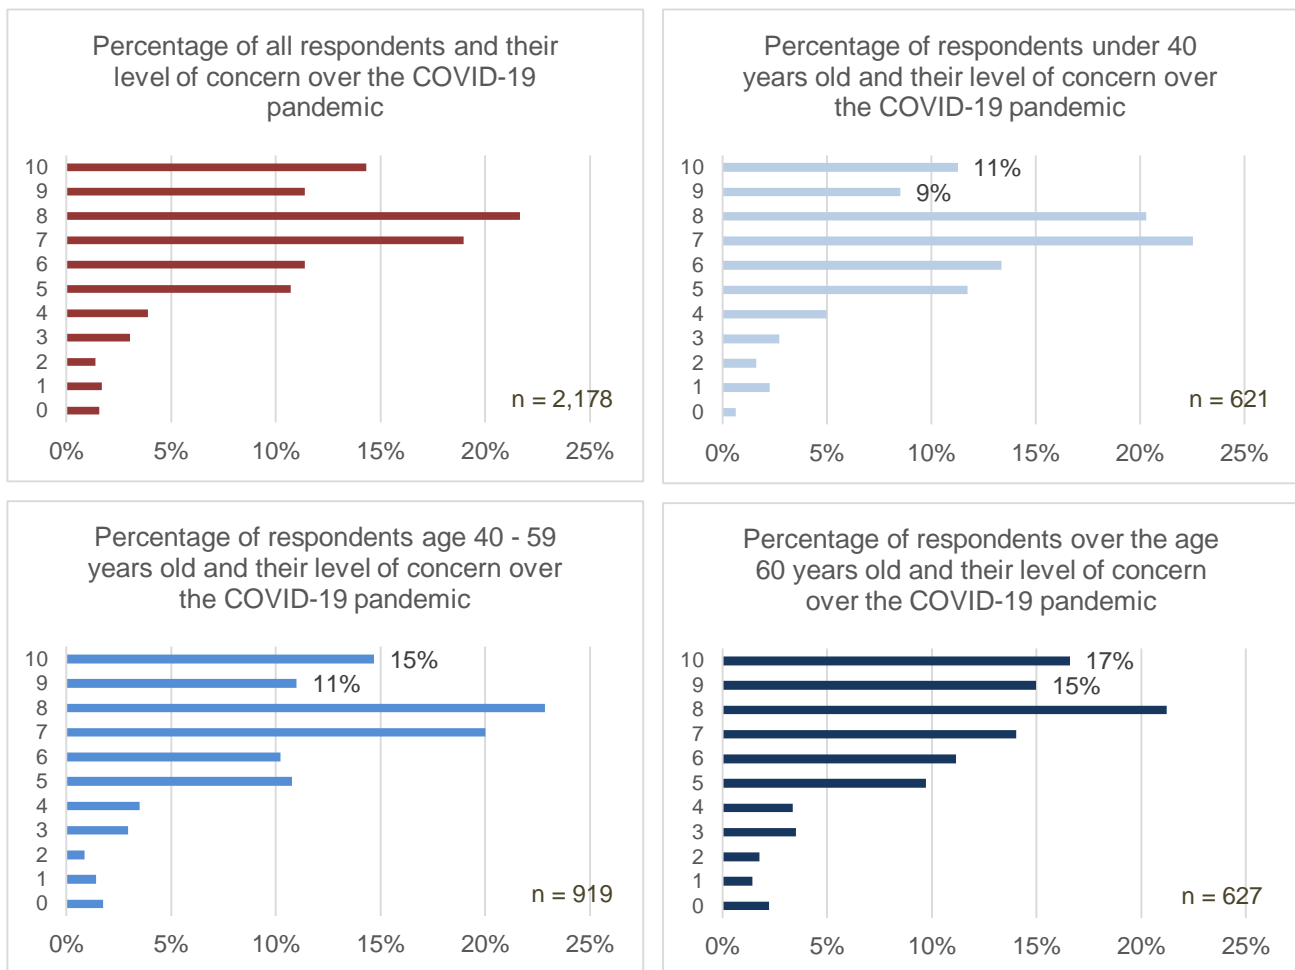 Percentage of all respondents and their
level of concern over the COVID-19
pandemic
10
9
8
7
6
5
4
3
2
1
0
n = 2,178
0% 5% 10% 15% 20% 25%
Percentage of respondents under 40
years old and their level of concern over
the COVID-19 pandemic
10 11%
9 9%
8
7
6
5
4
3
2
1
0
n = 621
0% 5% 10% 15% 20% 25%
Percentage of respondents age 40 - 59
years old and their level of concern over
the COVID-19 pandemic
10 15%
9 11%
8
7
6
5
4
3
2
1
0
n = 919
0% 5% 10% 15% 20% 25%
Percentage of respondents over the age
60 years old and their level of concern
over the COVID-19 pandemic
10 17%
9 15%
8
7
6
5
4
3
2
1
0
n = 627
0% 5% 10% 15% 20% 25%